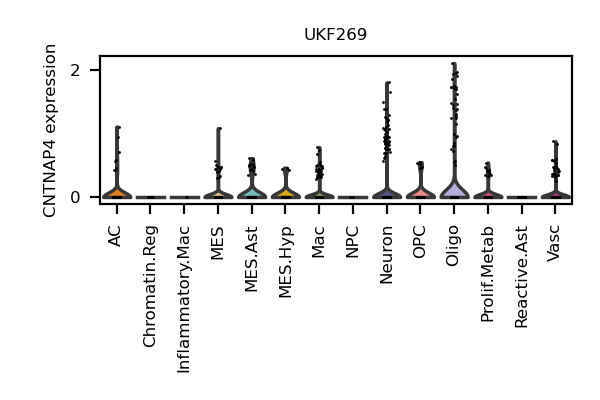 UKF269
CNTNAP4 expression
2
0
AC
Chromatin.Reg
Inflammatory.Mac
MES
MES.Ast
MES.Hyp
Mac
NPC
Neuron
OPC
Oligo
Prolif.Metab
Reactive.Ast
Vasc